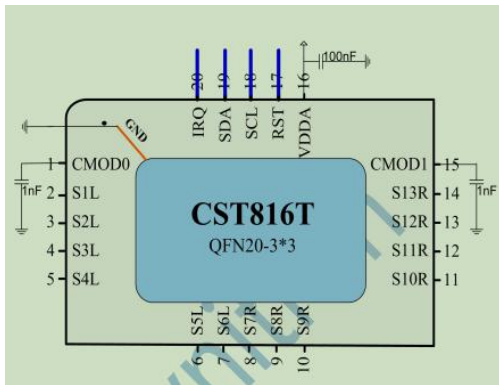 100nF
20 19 18 17 16
IRQ SDA SCL RST VDDA
GND
1 CMOD0 CMOD1 15
1nF 1nF
2 S1L S13R 14
3 S2L S12R 13
4 S3L S11R 12
5 S4L S10R 11
CST816T
QFN20-3*3
S5L S6L S7R S8R S9R
6 7 8 9 10